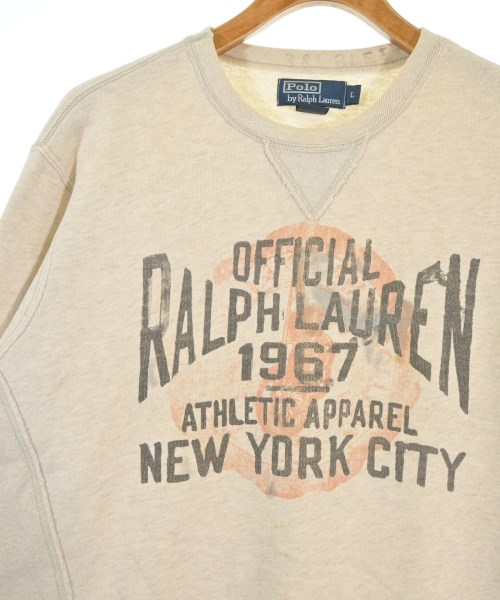 Polo
by Ralph Lauren
L
OFFICIAL
RALPH LAUREN
1967
ATHLETIC APPAREL
NEW YORK CITY